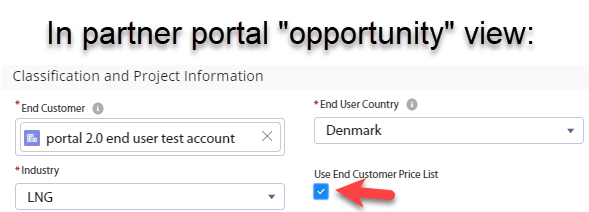 In partner portal "opportunity" view:
Classification and Project Information
*End Customer
*End User Country
portal 2.0 end user test account
Denmark
*Industry
Use End Customer Price List
LNG